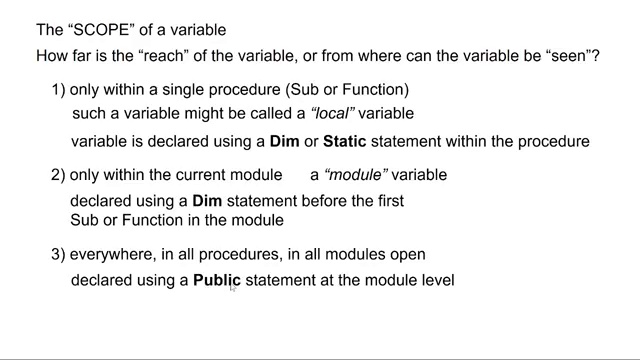 The “SCOPE” of a variable
How far is the “reach” of the variable, or from where can the variable be “seen”?
1) only within a single procedure (Sub or Function)
such a variable might be called a “local” variable
variable is declared using a Dim or Static statement within the procedure
2) only within the current module a “module” variable
declared using a Dim statement before the first
Sub or Function in the module
3) everywhere, in all procedures, in all modules open
declared using a Public statement at the module level